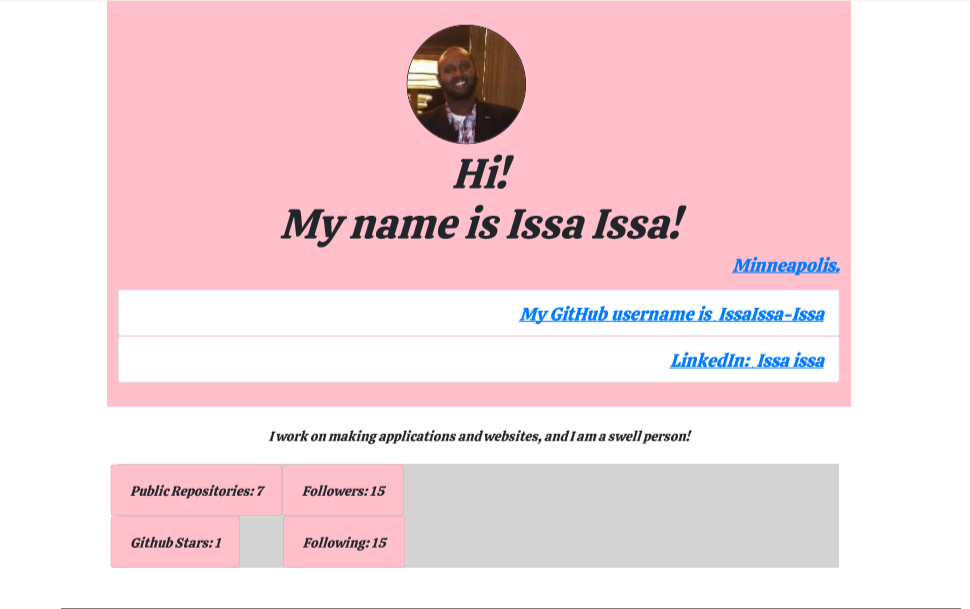 Hi!
My name is Issa Issa!
Minneapolis.
My GitHub username is IssaIssa-Issa
LinkedIn: Issa issa
I work on making applications and websites, and I am a swell person!
Public Repositories: 7
Followers: 15
Github Stars: 1
Following: 15